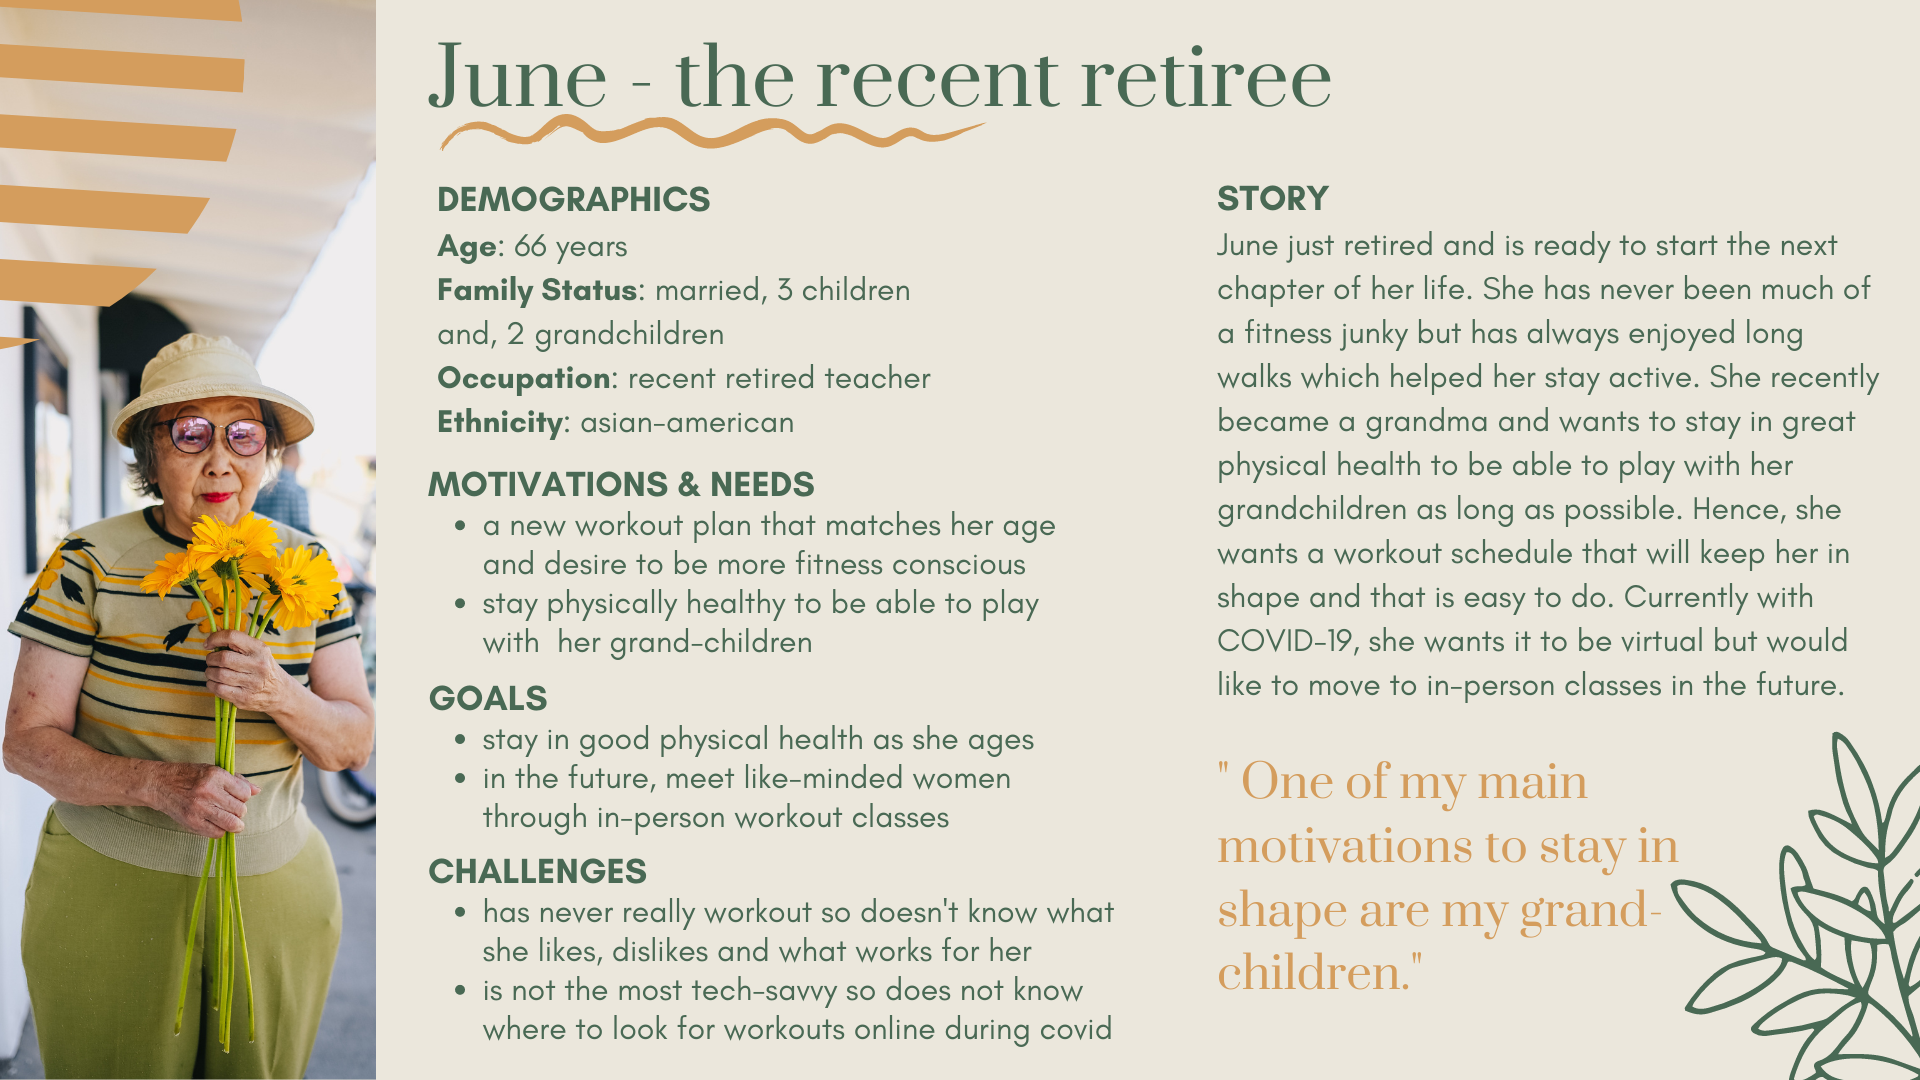 June - the recent retiree
DEMOGRAPHICS
Age: 66 years
Family Status: married, 3 children
and, 2 grandchildren
Occupation: recent retired teacher
Ethnicity: asian-american
MOTIVATIONS & NEEDS
• a new workout plan that matches her age
and desire to be more fitness conscious
• stay physically healthy to be able to play
with  her grand-children
GOALS
• stay in good physical health as she ages
• in the future, meet like-minded women
through in-person workout classes
CHALLENGES
• has never really workout so doesn't know what
she likes, dislikes and what works for her
• is not the most tech-savvy so does not know
where to look for workouts online during covid
STORY
June just retired and is ready to start the next
chapter of her life. She has never been much of
a fitness junky but has always enjoyed long
walks which helped her stay active. She recently
became a grandma and wants to stay in great
physical health to be able to play with her
grandchildren as long as possible. Hence, she
wants a workout schedule that will keep her in
shape and that is easy to do. Currently with
COVID-19, she wants it to be virtual but would
like to move to in-person classes in the future.
" One of my main
motivations to stay in
shape are my grand-
children."